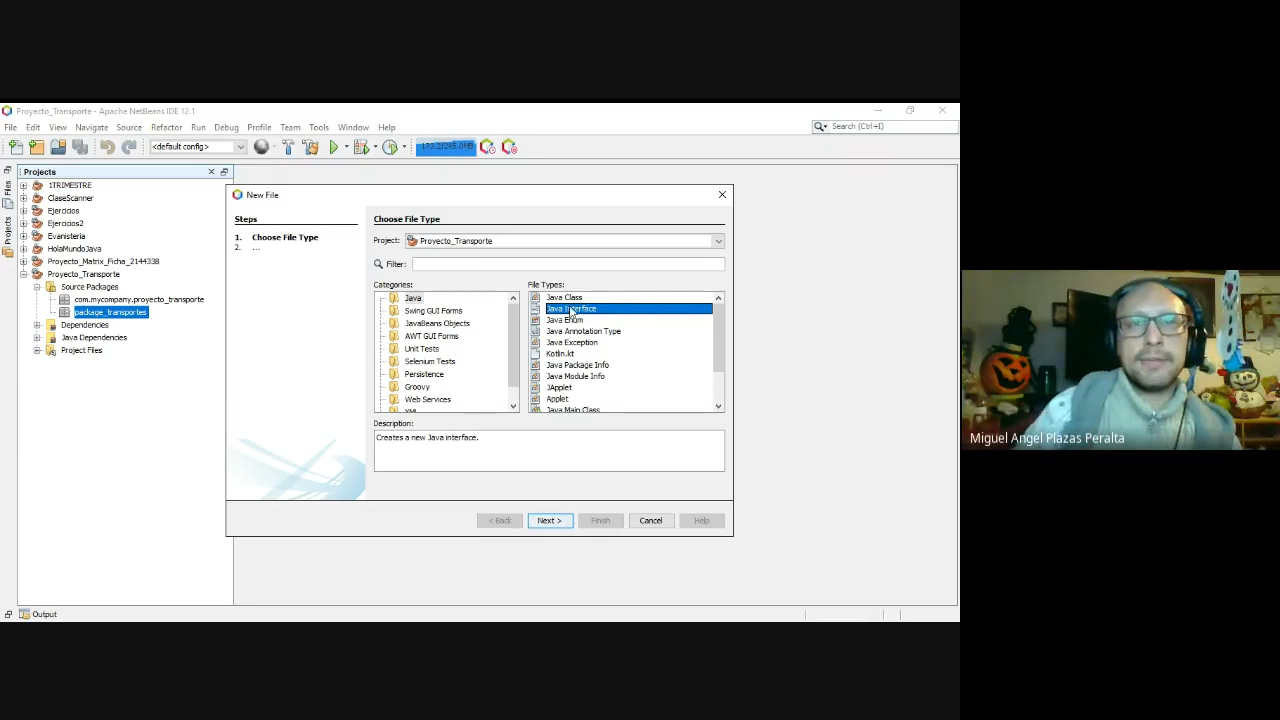 Proyecto_Transporte - Apache NetBeans IDE 12.1
File Edit View Navigate Source Refactor Run Debug Profile Team Tools Window Help
Search (Ctrl+I)
<default config>
Projects
Files
Projects
1TRIMESTRE
ClaseScanner
Ejercicios
Ejercicios2
Evanisteria
HolaMundoJava
Proyecto_Matrix_Ficha_2144338
Proyecto_Transporte
Source Packages
com.mycompany.proyecto_transporte
package_transportes
Dependencies
Java Dependencies
Project Files
New File
Steps
1. Choose File Type
2. ...
Choose File Type
Project: Proyecto_Transporte
Filter:
Categories:
Java
Swing GUI Forms
JavaBeans Objects
AWT GUI Forms
Unit Tests
Selenium Tests
Persistence
Groovy
Web Services
XML
File Types:
Java Class
Java Interface
Java Enum
Java Annotation Type
Java Exception
Kotlin.kt
Java Package Info
Java Module Info
JApplet
Applet
Java Main Class
Description:
Creates a new Java interface.
< Back Next > Finish Cancel Help
Output
Miguel Angel Plazas Peralta